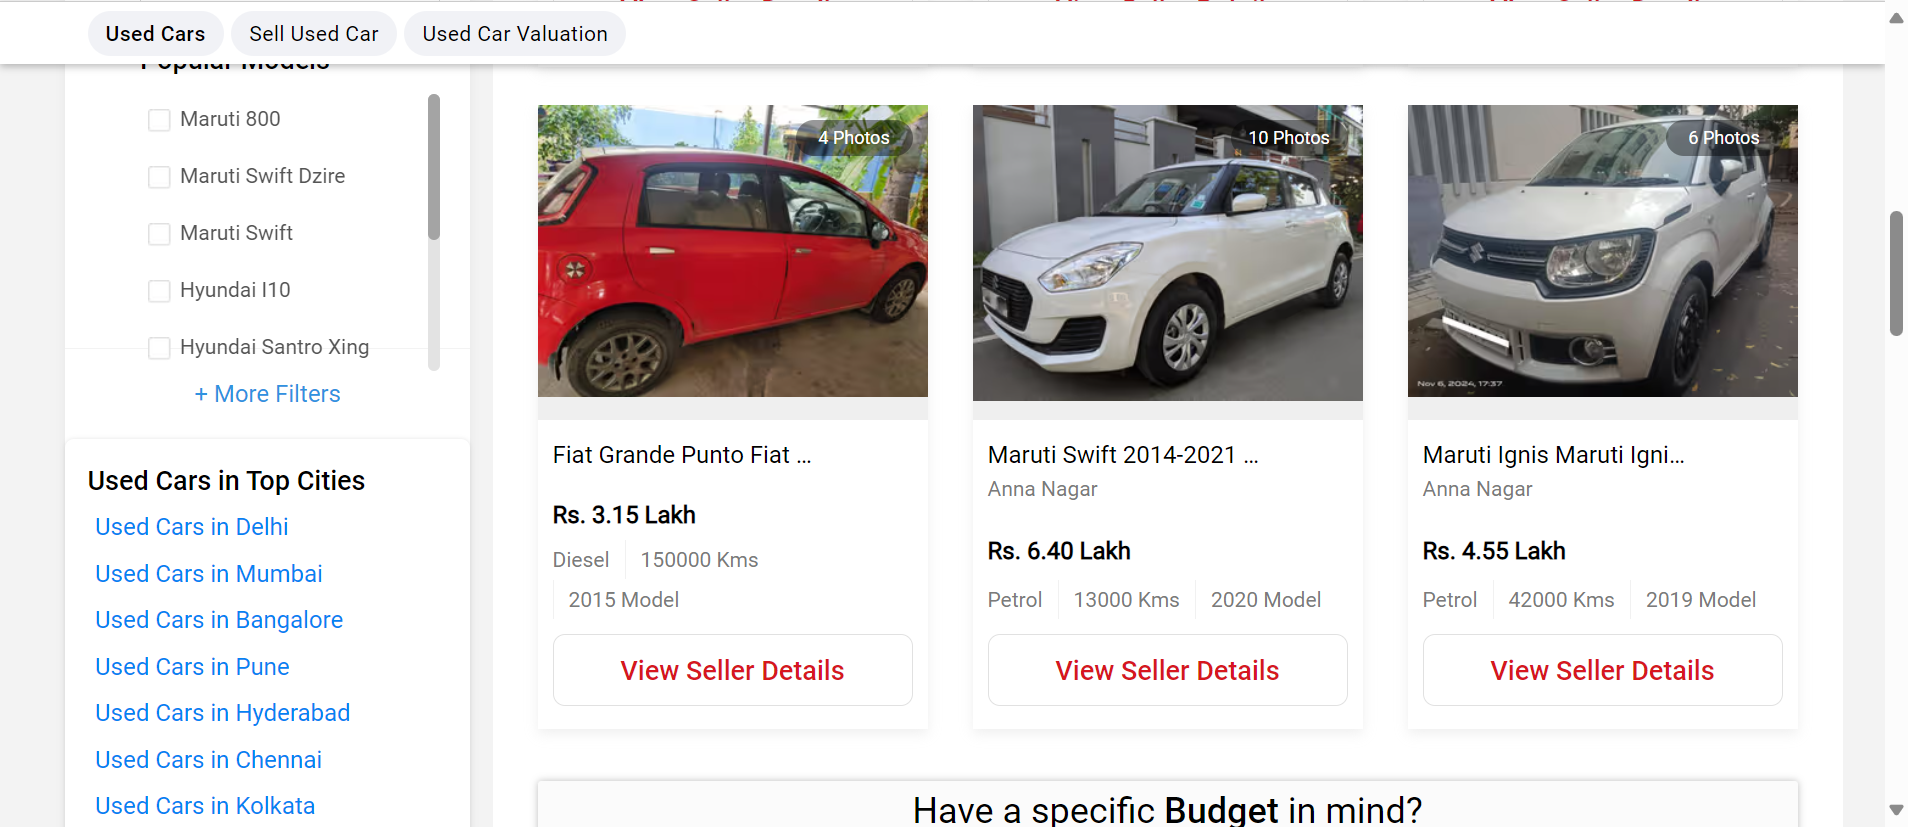 Used Cars
Sell Used Car
Used Car Valuation
Popular Models
Maruti 800
Maruti Swift Dzire
Maruti Swift
Hyundai I10
Hyundai Santro Xing
+ More Filters
Used Cars in Top Cities
Used Cars in Delhi
Used Cars in Mumbai
Used Cars in Bangalore
Used Cars in Pune
Used Cars in Hyderabad
Used Cars in Chennai
Used Cars in Kolkata
4 Photos
Fiat Grande Punto Fiat ...
Rs. 3.15 Lakh
Diesel
150000 Kms
2015 Model
View Seller Details
10 Photos
Maruti Swift 2014-2021 ...
Anna Nagar
Rs. 6.40 Lakh
Petrol
13000 Kms
2020 Model
View Seller Details
6 Photos
Nov 6, 2024, 17:37
Maruti Ignis Maruti Igni...
Anna Nagar
Rs. 4.55 Lakh
Petrol
42000 Kms
2019 Model
View Seller Details
Have a specific Budget in mind?